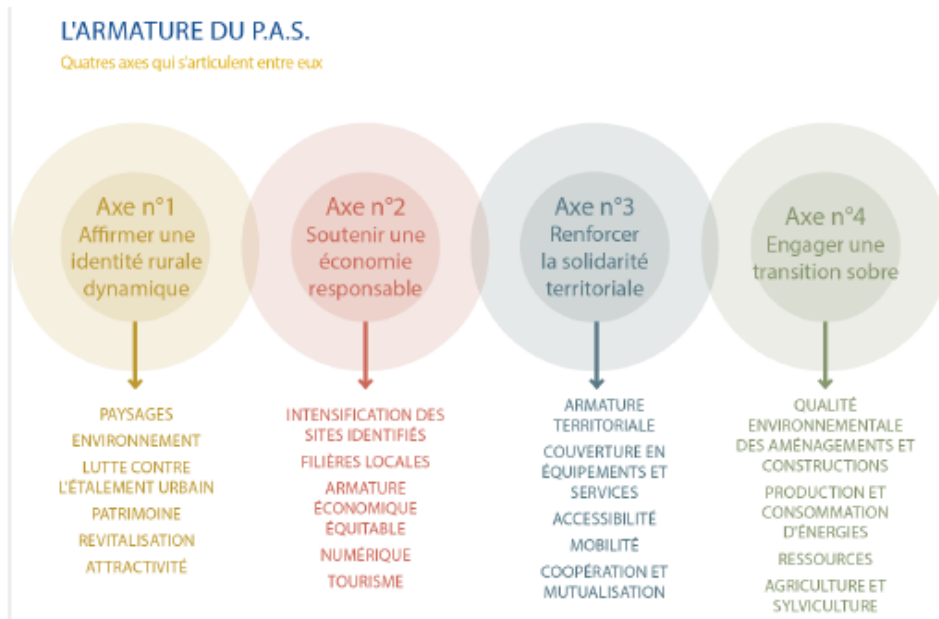 L'ARMATURE DU P.A.S.
Quatres axes qui s'articulent entre eux
Axe n°1
Affirmer une
identité rurale
dynamique
PAYSAGES
ENVIRONNEMENT
LUTTE CONTRE
L'ÉTALEMENT URBAIN
PATRIMOINE
REVITALISATION
ATTRACTIVITÉ
Axe n°2
Soutenir une
économie
responsable
INTENSIFICATION DES
SITES IDENTIFIÉS
FILIÈRES LOCALES
ARMATURE
ÉCONOMIQUE
ÉQUITABLE
NUMÉRIQUE
TOURISME
Axe n°3
Renforcer
la solidarité
territoriale
ARMATURE
TERRITORIALE
COUVERTURE EN
ÉQUIPEMENTS ET
SERVICES
ACCESSIBILITÉ
MOBILITÉ
COOPÉRATION ET
MUTUALISATION
Axe n°4
Engager une
transition sobre
QUALITÉ
ENVIRONNEMENTALE
DES AMÉNAGEMENTS ET
CONSTRUCTIONS
PRODUCTION ET
CONSOMMATION
D'ÉNERGIES
RESSOURCES
AGRICULTURE ET
SYLVICULTURE